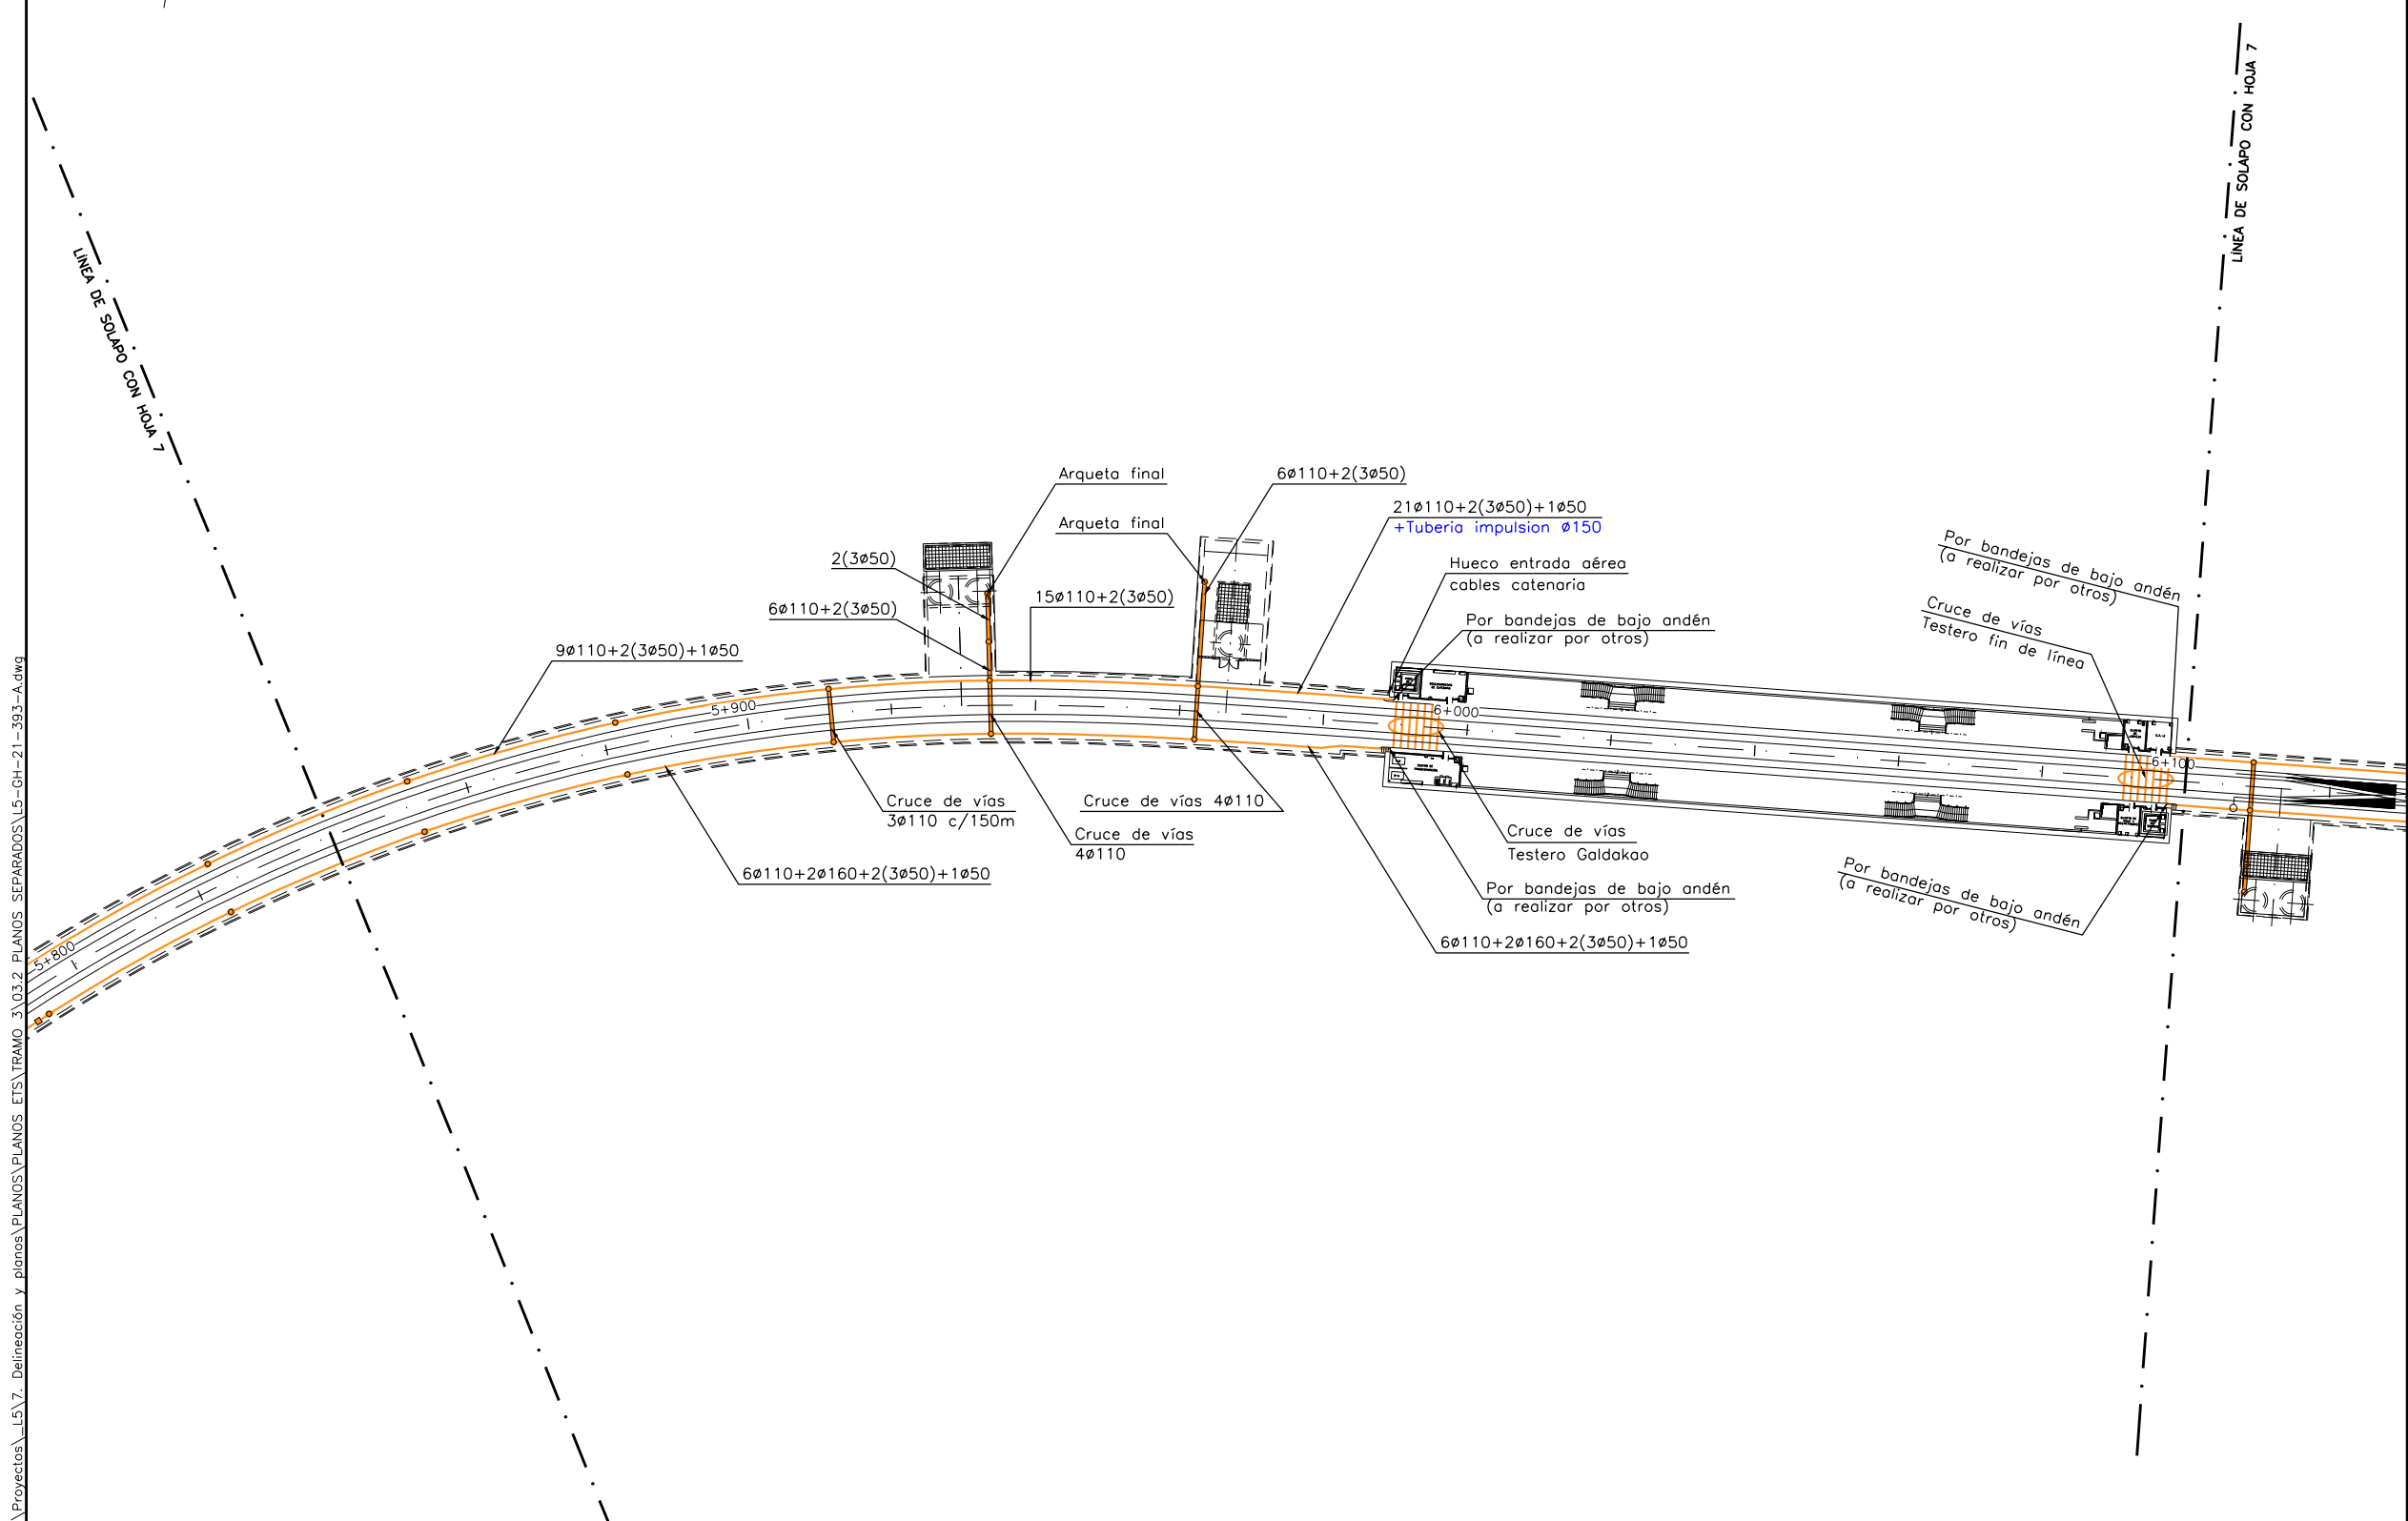 LÍNEA DE SOLAPO CON HOJA 7
LÍNEA DE SOLAPO CON HOJA 7
Arqueta final
6ø110+2(3ø50)
21ø110+2(3ø50)+1ø50
+Tuberia impulsion ø150
Arqueta final
2(3ø50)
Hueco entrada aérea
cables catenaria
Por bandejas de bajo andén
(a realizar por otros)
15ø110+2(3ø50)
6ø110+2(3ø50)
Por bandejas de bajo andén
(a realizar por otros)
Cruce de vías
Testero fin de línea
9ø110+2(3ø50)+1ø50
5+900
6+000
6+100
Cruce de vías
3ø110 c/150m
Cruce de vías 4ø110
Cruce de vías
4ø110
Cruce de vías
Testero Galdakao
6ø110+2ø160+2(3ø50)+1ø50
Por bandejas de bajo andén
(a realizar por otros)
Por bandejas de bajo andén
(a realizar por otros)
6ø110+2ø160+2(3ø50)+1ø50
5+800
\Proyectos\_L5\7. Delineación y planos\PLANOS\PLANOS ETS\TRAMO 3\03.2 PLANOS SEPARADOS\L5-GH-21-393-A.dwg